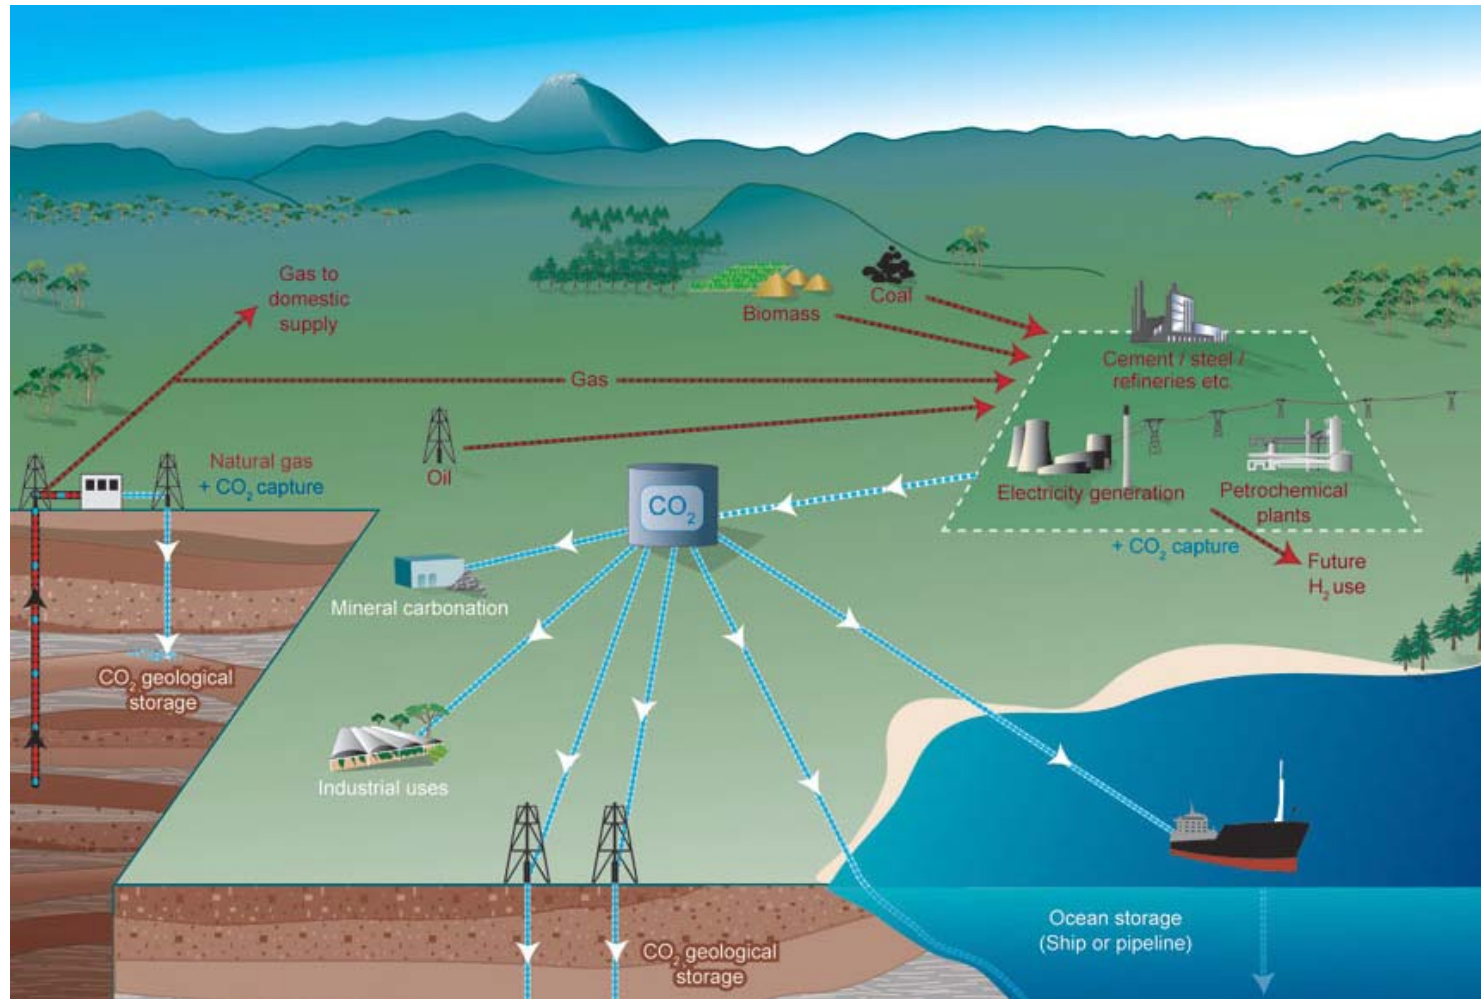 Gas to
domestic
supply
Coal
Biomass
Cement / steel /
refineries etc.
Gas
Natural gas
+ CO₂ capture
Oil
CO₂
Electricity generation
Petrochemical
plants
+ CO₂ capture
Future
H₂ use
Mineral carbonation
CO₂ geological
storage
Industrial uses
Ocean storage
(Ship or pipeline)
CO₂ geological
storage